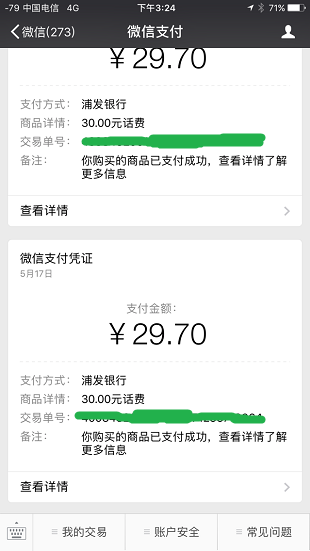 -79 中国电信 4G 下午3:24 71%
微信(273) 微信支付
¥29.70
支付方式： 浦发银行
商品详情： 30.00元话费
交易单号：
备注： 你购买的商品已支付成功，查看详情了解
更多信息
查看详情
微信支付凭证
5月17日
支付金额：
¥29.70
支付方式： 浦发银行
商品详情： 30.00元话费
交易单号：
备注： 你购买的商品已支付成功，查看详情了解
更多信息
查看详情
我的交易 账户安全 常见问题